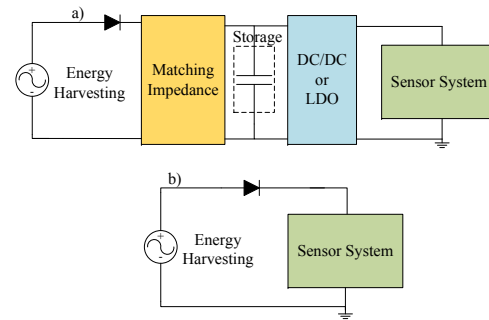 a)
Energy
Harvesting
Matching
Impedance
Storage
DC/DC
or
LDO
Sensor System
b)
Energy
Harvesting
Sensor System